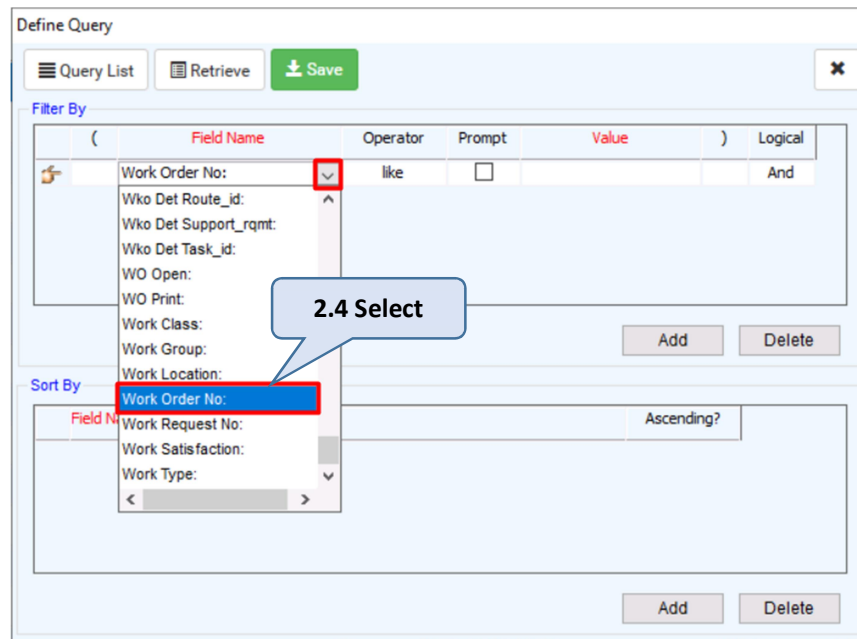 Define Query
Query List Retrieve Save
Filter By
( Field Name Operator Prompt Value ) Logical
Work Order No: like And
Wko Det Route_id:
Wko Det Support_rqmt:
Wko Det Task_id:
WO Open:
WO Print:
2.4 Select
Work Class:
Work Group:
Add Delete
Work Location:
Sort By
Work Order No:
Field N Ascending?
Work Request No:
Work Satisfaction:
Work Type:
Add Delete